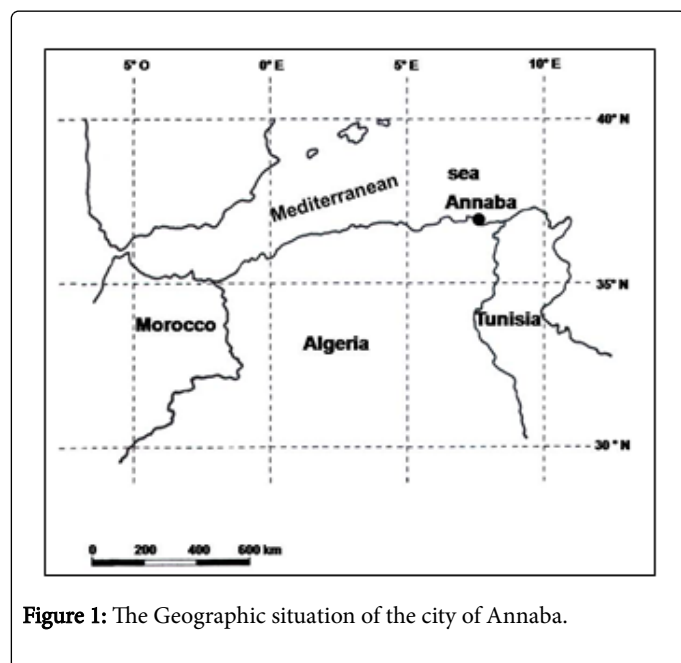 5° O 0° E 5° E 10° E
40° N
sea
Mediterranean
Annaba
35° N
Morocco
Tunisia
Algeria
30° N
0 200 400 600 km
Figure 1: The Geographic situation of the city of Annaba.